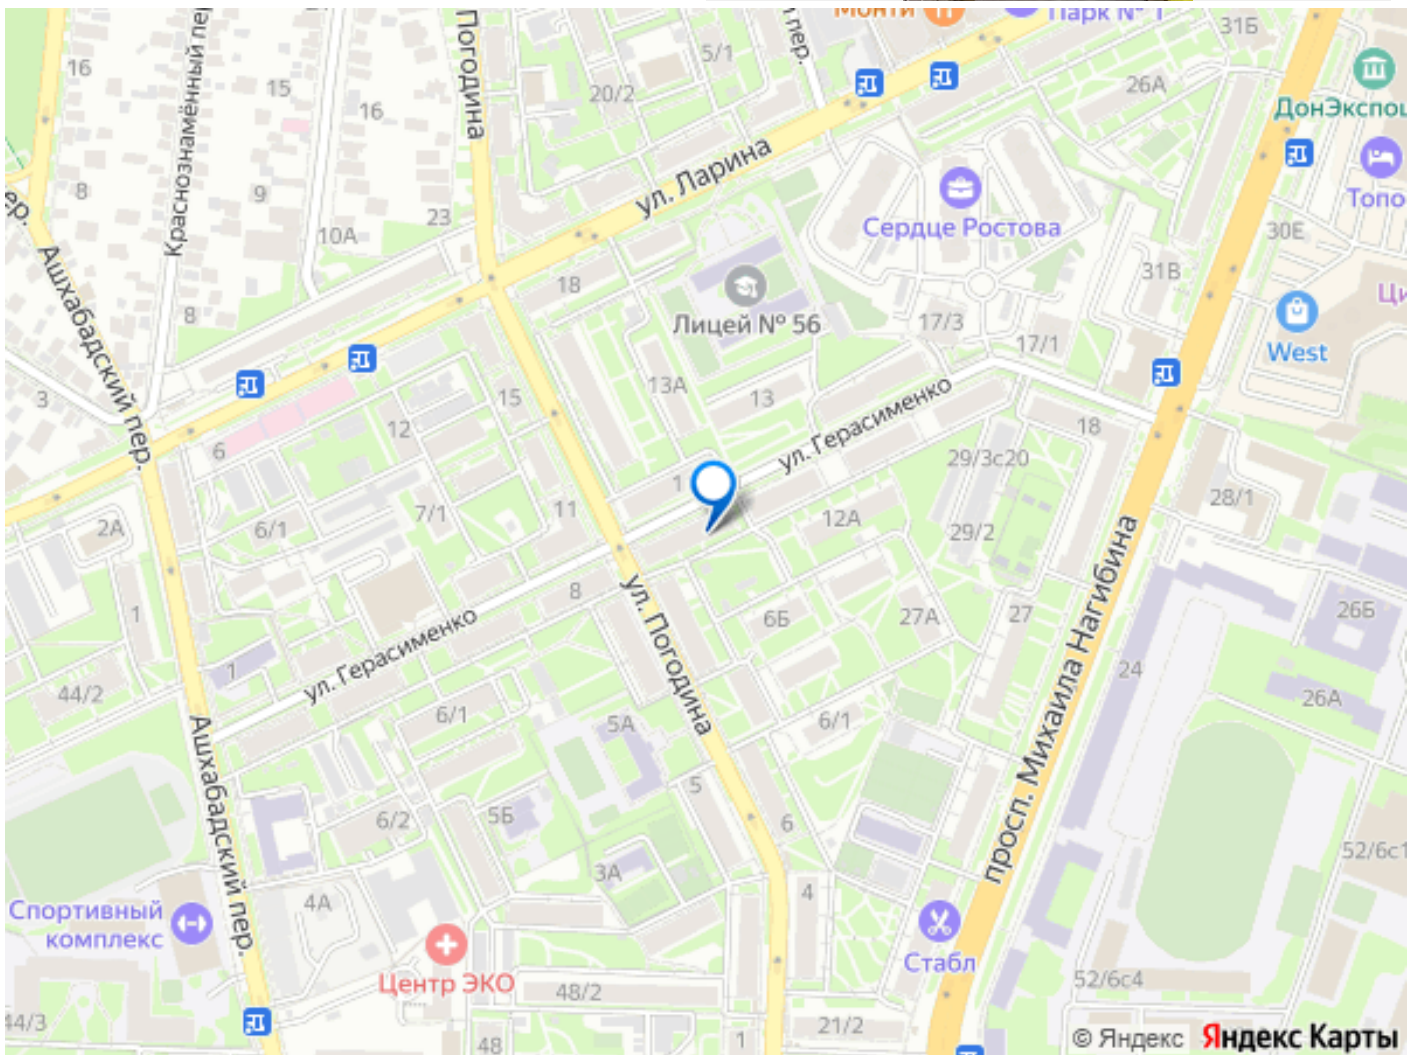 Монти
Парк № 1
31Б
Погодина
пер.
5/1
16
Краснознамённый пер
15
16
20/2
26А
ДонЭкспоц
ул. Ларина
8
9
Топо
ер.
23
Сердце Ростова
10А
30Е
31В
18
Ци
Ашхабадский пер.
8
Лицей № 56
17/3
17/1
West
3
13А
13
15
ул. Герасименко
12
18
6
29/3с20
1
28/1
11
7/1
12А
2А
6/1
29/2
8
ул. Погодина
6Б
27А
27
26Б
1
ул. Герасименко
1
просп. Михаила Нагибина
24
44/2
26А
6/1
5А
6/1
Ашхабадский пер.
5
6/2
5Б
6
52/6с1
3А
4
4А
Спортивный
комплекс
Стабл
Центр ЭКО
48/2
52/6с4
44/3
21/2
48
1
© Яндекс Яндекс Карты